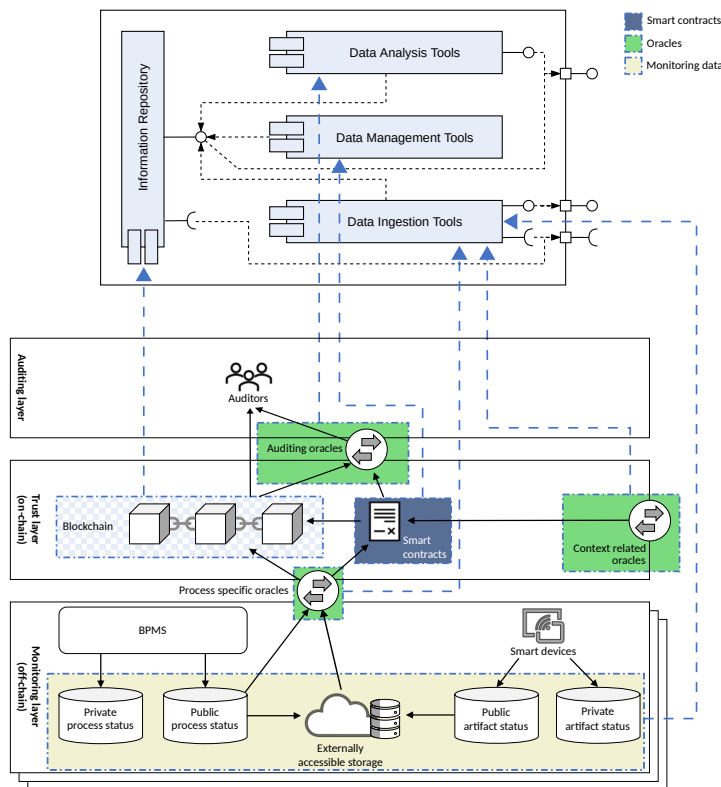 Smart contracts
Oracles
Monitoring data
Information Repository
Data Analysis Tools
Data Management Tools
Data Ingestion Tools
Auditing layer
Auditors
Auditing oracles
Trust layer
(on-chain)
Blockchain
Smart
contracts
Context related
oracles
Process specific oracles
Monitoring layer
(off-chain)
BPMS
Smart devices
Private
process status
Public
process status
Externally
accessible storage
Public
artifact status
Private
artifact status